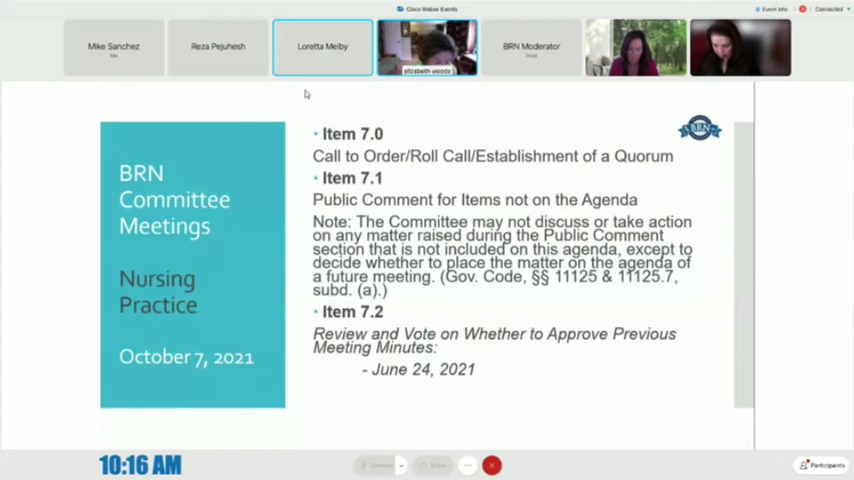 Cisco Webex Events
Event Info
Connected
Mike Sanchez
Me
Reza Pejuhesh
Loretta Melby
elizabeth woods
BRN Moderator
Host
BRN
Committee
Meetings
Nursing
Practice
October 7, 2021
• Item 7.0
Call to Order/Roll Call/Establishment of a Quorum
• Item 7.1
Public Comment for Items not on the Agenda
Note: The Committee may not discuss or take action
on any matter raised during the Public Comment
section that is not included on this agenda, except to
decide whether to place the matter on the agenda of
a future meeting. (Gov. Code, §§ 11125 & 11125.7,
subd. (a).)
• Item 7.2
Review and Vote on Whether to Approve Previous
Meeting Minutes:
- June 24, 2021
BRN
10:16 AM
Unmute
Share
Participants